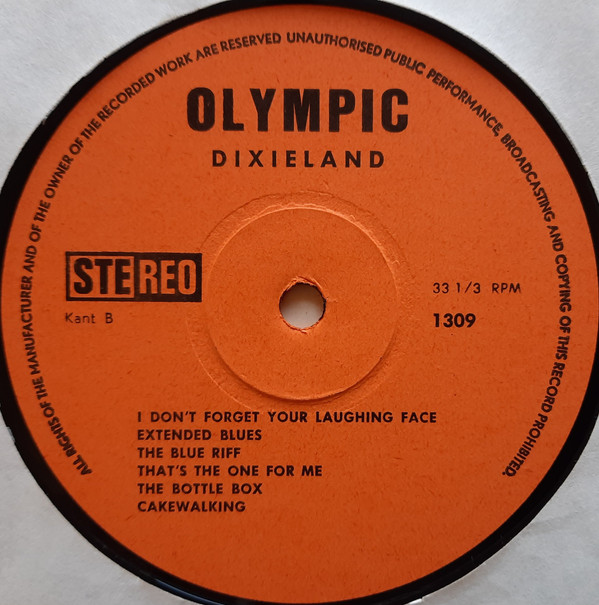 ALL RIGHTS OF THE MANUFACTURER AND OF THE OWNER OF THE RECORDED WORK ARE RESERVED UNAUTHORISED PUBLIC PERFORMANCE, BROADCASTING AND COPYING OF THIS RECORD PROHIBITED.
OLYMPIC
DIXIELAND
STEREO
Kant B
33 1/3 RPM
1309
I DON'T FORGET YOUR LAUGHING FACE
EXTENDED BLUES
THE BLUE RIFF
THAT'S THE ONE FOR ME
THE BOTTLE BOX
CAKEWALKING